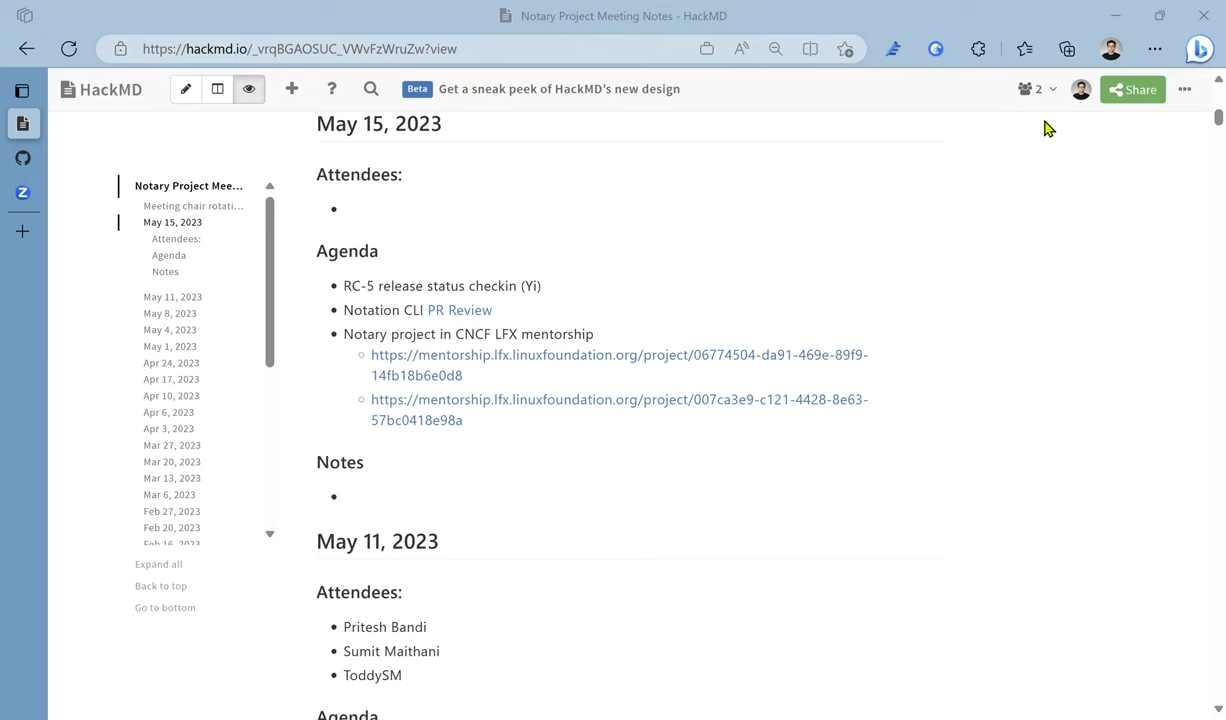 Notary Project Meeting Notes - HackMD
https://hackmd.io/_vrqBGAOSUC_VWvFzWruZw?view
HackMD
Beta Get a sneak peek of HackMD's new design
2
Share
Notary Project Mee...
Meeting chair rotati...
May 15, 2023
Attendees:
Agenda
Notes
May 11, 2023
May 8, 2023
May 4, 2023
May 1, 2023
Apr 24, 2023
Apr 17, 2023
Apr 10, 2023
Apr 6, 2023
Apr 3, 2023
Mar 27, 2023
Mar 20, 2023
Mar 13, 2023
Mar 6, 2023
Feb 27, 2023
Feb 20, 2023
Feb 16, 2023
Expand all
Back to top
Go to bottom
May 15, 2023
Attendees:
Agenda
RC-5 release status checkin (Yi)
Notation CLI PR Review
Notary project in CNCF LFX mentorship
https://mentorship.lfx.linuxfoundation.org/project/06774504-da91-469e-89f9-
14fb18b6e0d8
https://mentorship.lfx.linuxfoundation.org/project/007ca3e9-c121-4428-8e63-
57bc0418e98a
Notes
May 11, 2023
Attendees:
Pritesh Bandi
Sumit Maithani
ToddySM
Agenda